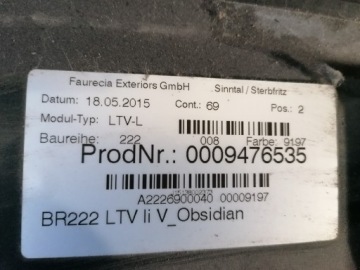 Faurecia Exteriors GmbH Sinntal / Sterbfritz
Datum: 18.05.2015 Cont.: 69 Pos.: 2
Modul-Typ: LTV-L
Baureihe: 222 008 Farbe: 9197
ProdNr.: 0009476535
A2226900040 00009197
BR222 LTV li V_Obsidian